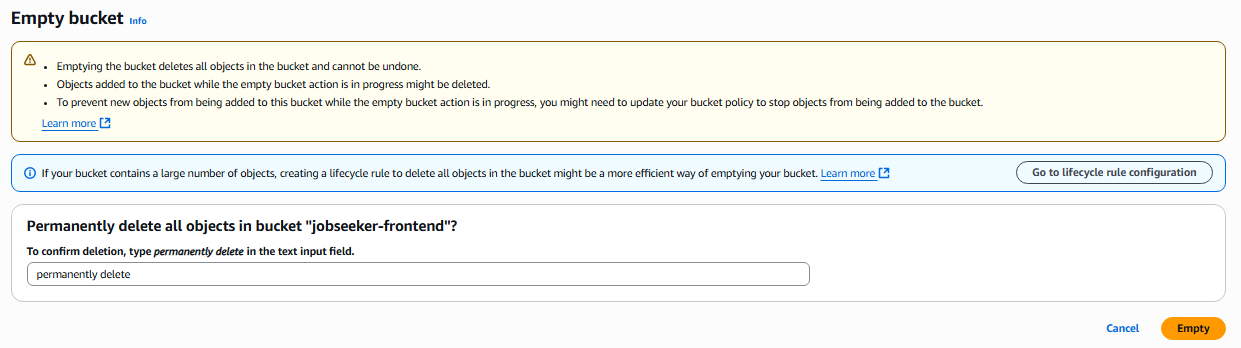 Empty bucket Info
Emptying the bucket deletes all objects in the bucket and cannot be undone.
Objects added to the bucket while the empty bucket action is in progress might be deleted.
To prevent new objects from being added to this bucket while the empty bucket action is in progress, you might need to update your bucket policy to stop objects from being added to the bucket.
Learn more
If your bucket contains a large number of objects, creating a lifecycle rule to delete all objects in the bucket might be a more efficient way of emptying your bucket. Learn more
Go to lifecycle rule configuration
Permanently delete all objects in bucket "jobseeker-frontend"?
To confirm deletion, type permanently delete in the text input field.
permanently delete
Cancel
Empty